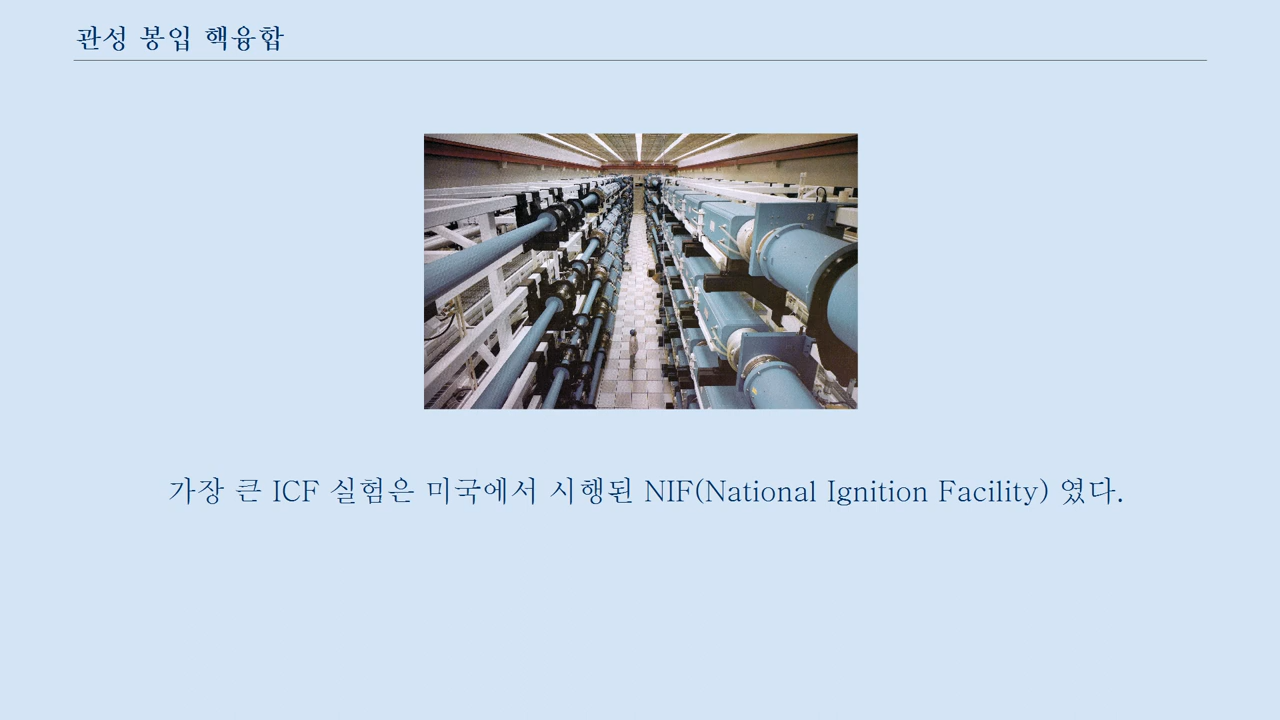 관성 봉입 핵융합
가장 큰 ICF 실험은 미국에서 시행된 NIF(National Ignition Facility) 였다.